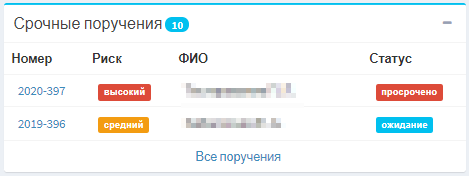 Срочные поручения 10
Номер Риск ФИО Статус
2020-397 высокий просрочено
2019-396 средний ожидание
Все поручения